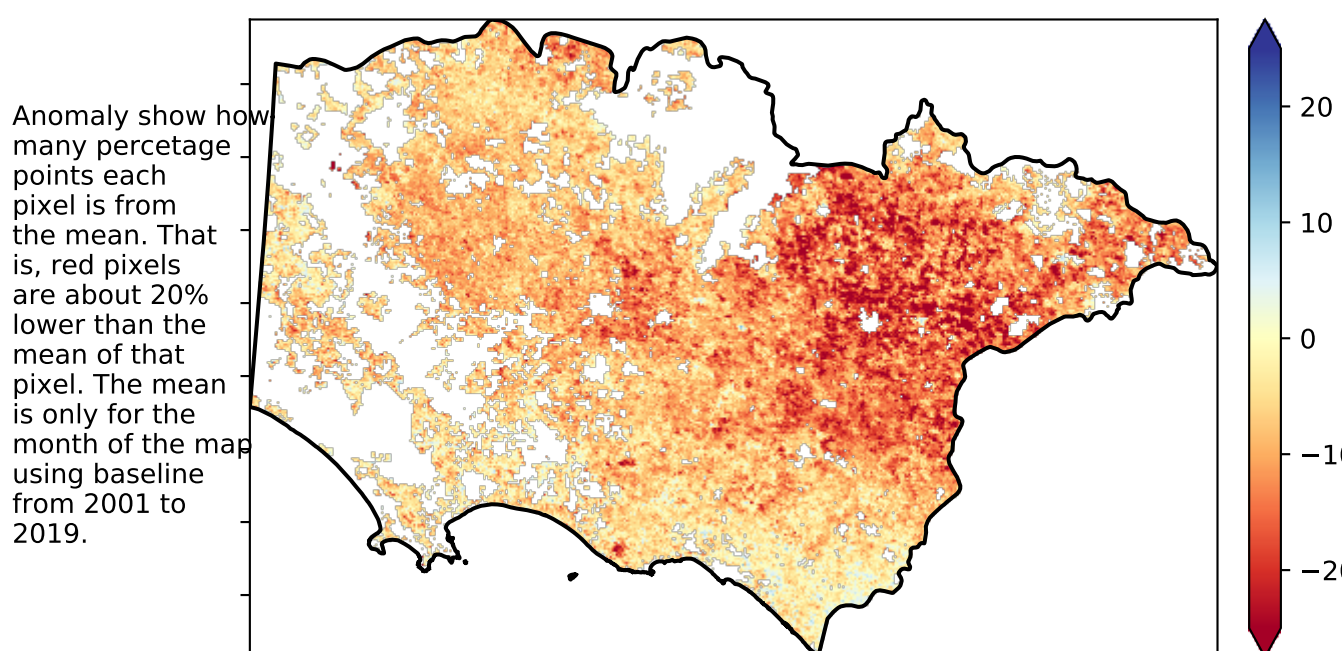 Anomaly show how
many percetage
points each
pixel is from
the mean. That
is, red pixels
are about 20%
lower than the
mean of that
pixel. The mean
is only for the
month of the map
using baseline
from 2001 to
2019.
20
10
0